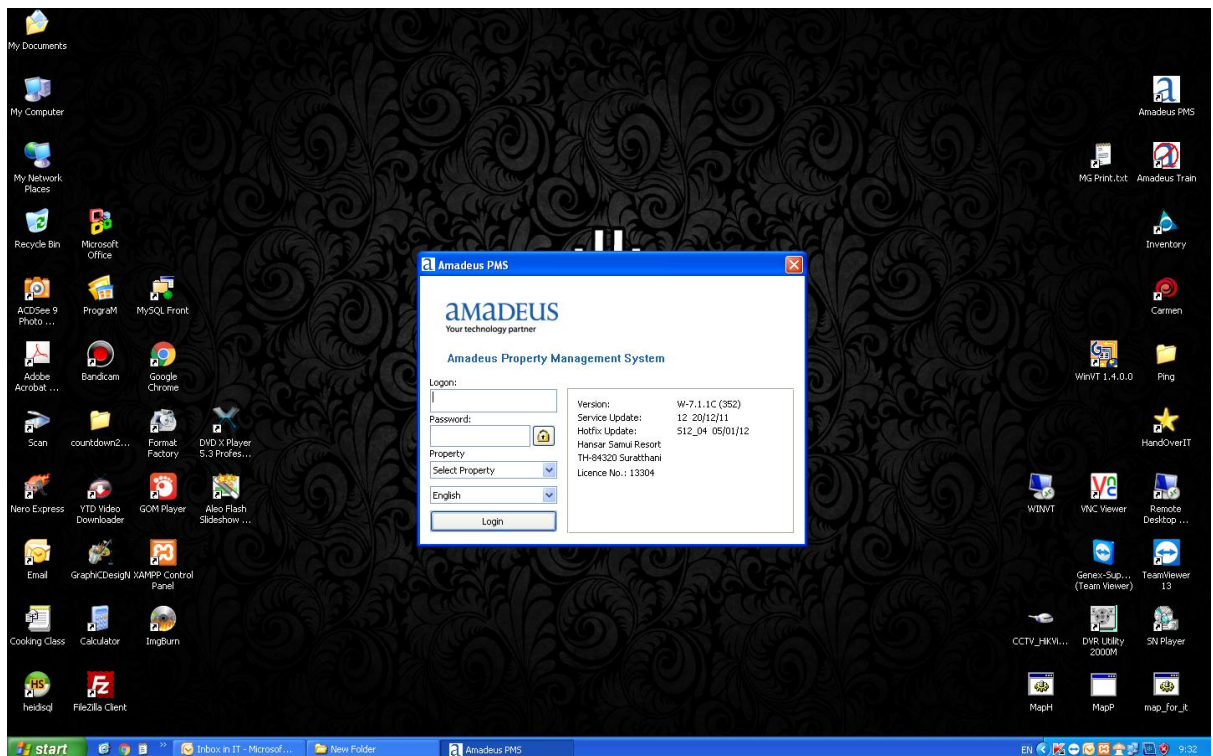 My Documents
My Computer
My Network
Places
Recycle Bin
Microsoft
Office
ACDSee 9
Photo ...
PrograM
MySQL Front
Adobe
Acrobat ...
Bandicam
Google
Chrome
Scan
countdown2...
Format
Factory
DVD X Player
5.3 Profes...
Nero Express
YTD Video
Downloader
GOM Player
Aleo Flash
Slideshow ...
Email
GraphiCDesigN
XAMPP Control
Panel
Cooking Class
Calculator
ImgBurn
heidisql
FileZilla Client
Amadeus PMS
amadeus
Your technology partner
Amadeus Property Management System
Logon:
Password:
Property
Select Property
English
Login
Version: W-7.1.1C (352)
Service Update: 12 20/12/11
Hotfix Update: S12_04 05/01/12
Hansar Samui Resort
TH-84320 Suratthani
Licence No.: 13304
Amadeus PMS
MG Print.txt
Amadeus Train
Inventory
Carmen
WinVT 1.4.0.0
Ping
HandOverIT
WINVT
VNC Viewer
Remote
Desktop ...
Genex-Sup...
(Team Viewer)
TeamViewer
13
CCTV_HiKVi...
DVR Utility
2000M
SN Player
MapH
MapP
map_for_it
start
Inbox in IT - Microsof...
New Folder
Amadeus PMS
EN
9:32